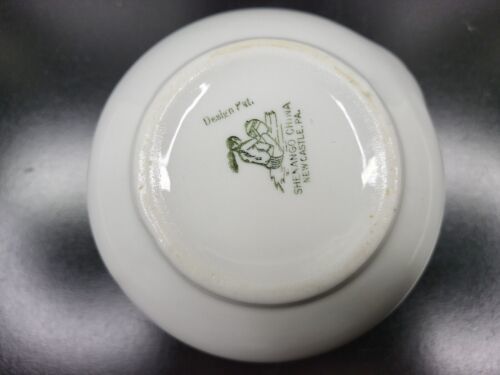 Design Pat.
SHENANGO CHINA
NEW CASTLE, PA.